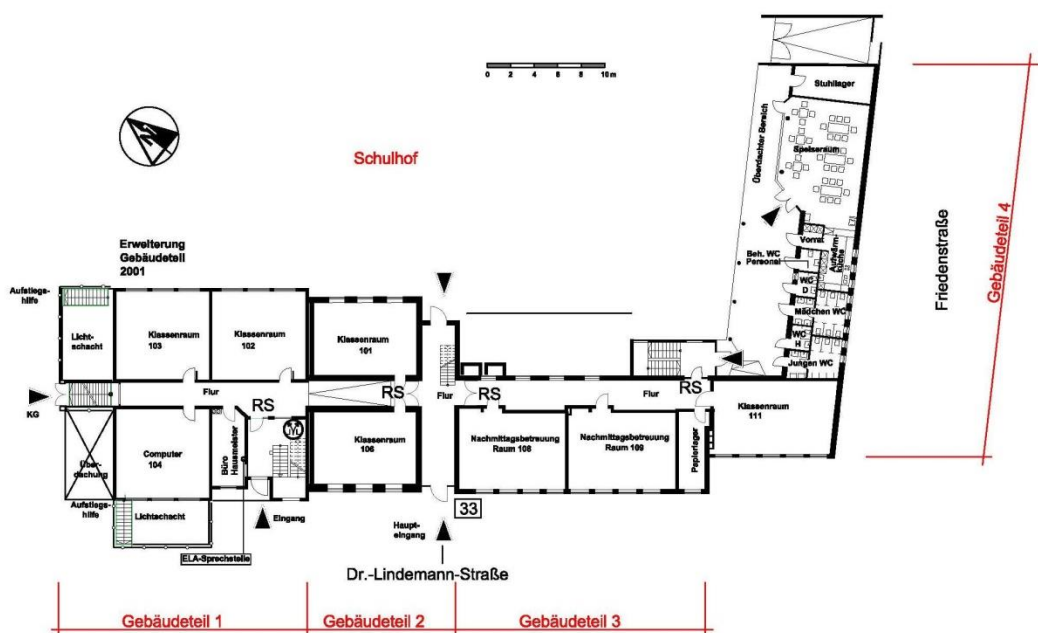 0 2 4 6 8 10 m
N
Schulhof
Erweiterung
Gebäudeteil
2001
Aufstiegs-
hilfe
Licht-
schacht
Klassenraum
103
Klassenraum
102
Klassenraum
101
KG
Flur
RS
RS
Flur
RS
Flur
RS
Über-
dachung
Computer
104
Büro
Hausmeister
Klassenraum
106
Nachmittagsbetreuung
Raum 108
Nachmittagsbetreuung
Raum 109
Papierlager
Klassenraum
111
Aufstiegs-
hilfe
Lichtschacht
Eingang
ELA-Sprechstelle
Haupt-
eingang
33
Dr.-Lindemann-Straße
Stuhllager
Speiseraum
Überdachter Bereich
Vorrat
Aufwärm-
küche
Beh. WC
Personal
WC
D
Mädchen WC
WC
H
Jungen WC
Friedenstraße
Gebäudeteil 4
Gebäudeteil 1
Gebäudeteil 2
Gebäudeteil 3